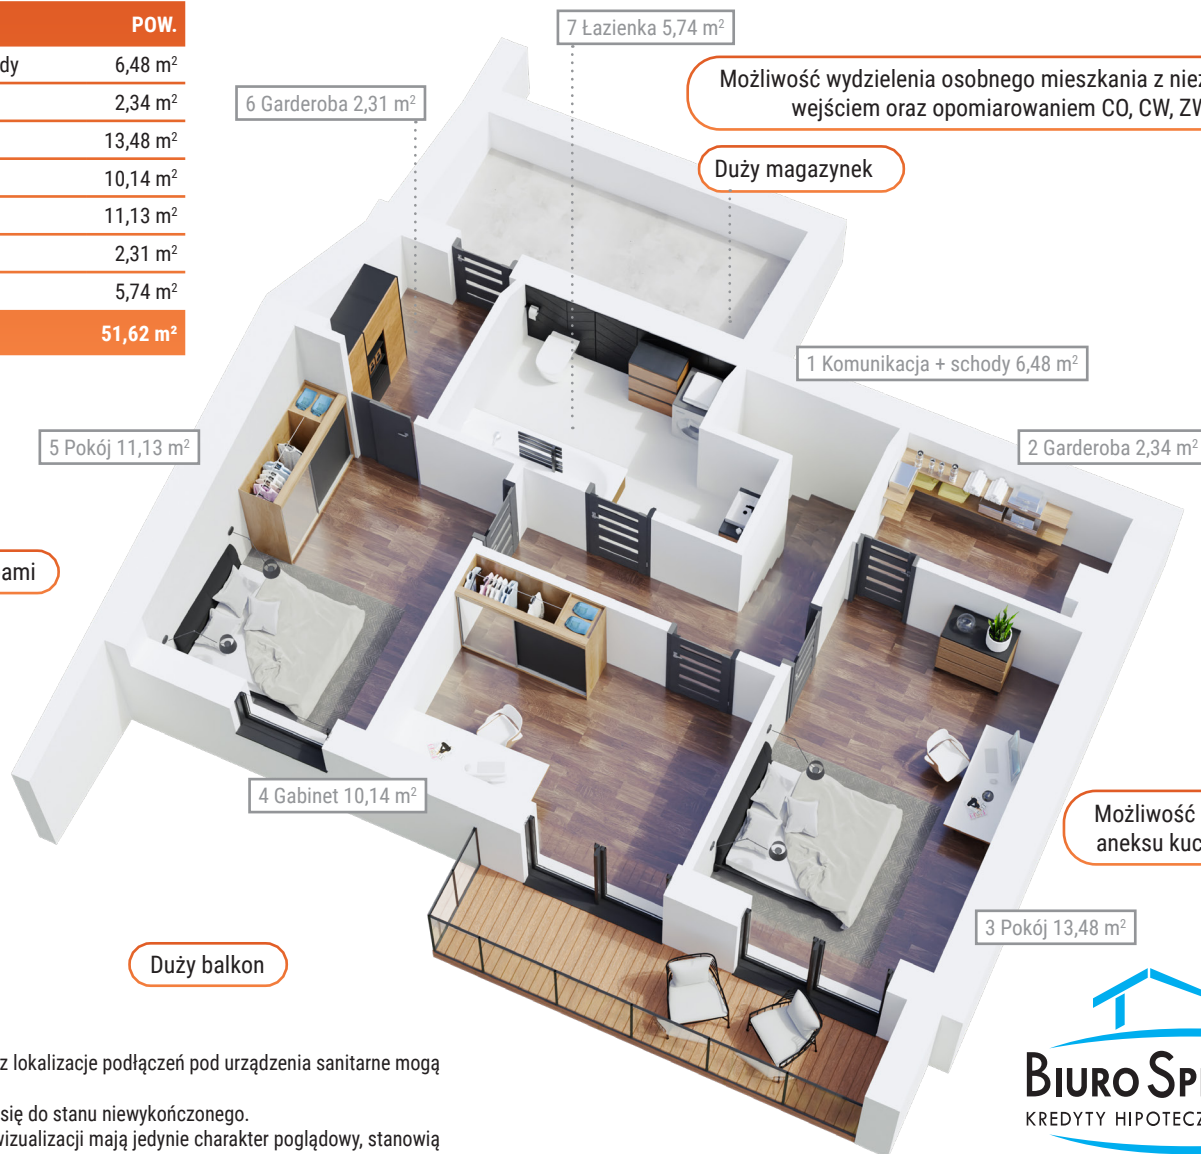 POW.
dy 6,48 m²
2,34 m²
13,48 m²
10,14 m²
11,13 m²
2,31 m²
5,74 m²
51,62 m²
7 Łazienka 5,74 m²
6 Garderoba 2,31 m²
Możliwość wydzielenia osobnego mieszkania z niez
wejściem oraz opomiarowaniem CO, CW, ZW
Duży magazynek
1 Komunikacja + schody 6,48 m²
5 Pokój 11,13 m²
2 Garderoba 2,34 m²
ami
4 Gabinet 10,14 m²
Możliwość
aneksu kuc
3 Pokój 13,48 m²
Duży balkon
z lokalizacje podłączeń pod urządzenia sanitarne mogą
się do stanu niewykończonego.
wizualizacji mają jedynie charakter poglądowy, stanowią
BIURO SP
KREDYTY HIPOTECZ